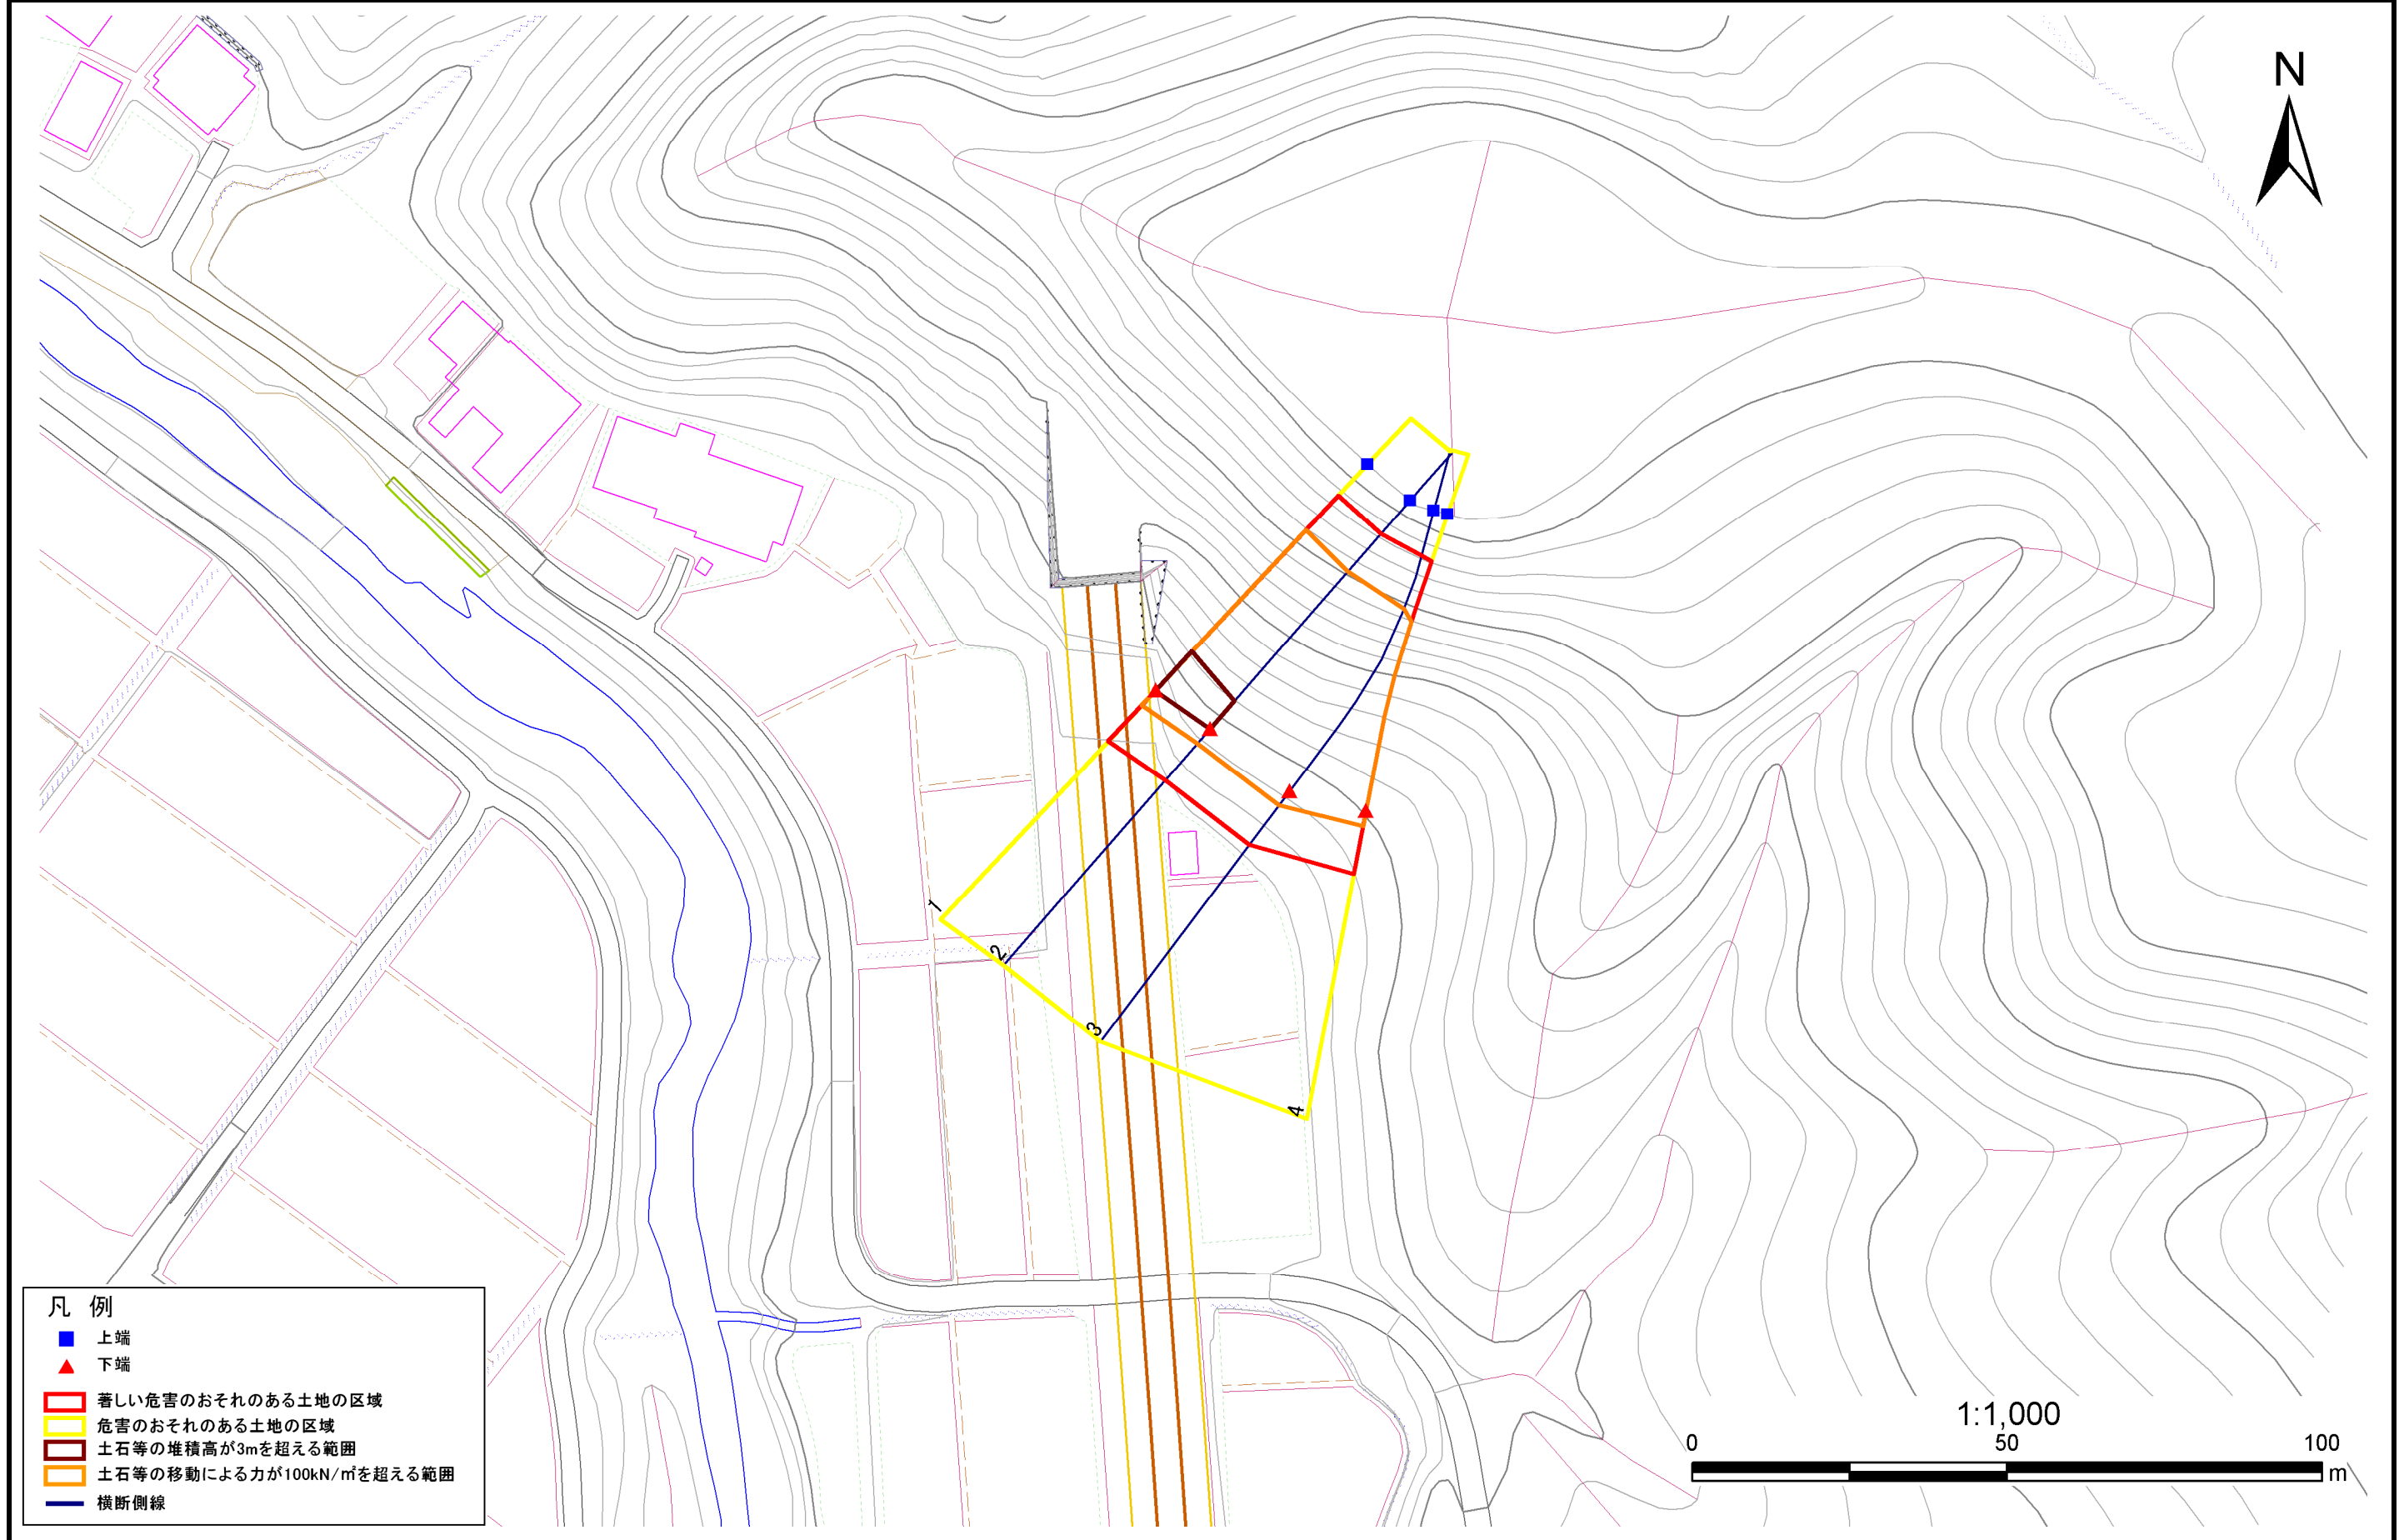 N
1
2
3
4
凡 例
上端
下端
著しい危害のおそれのある土地の区域
危害のおそれのある土地の区域
土石等の堆積高が3mを超える範囲
土石等の移動による力が100kN/㎡を超える範囲
横断側線
1:1,000
0 50 100
m